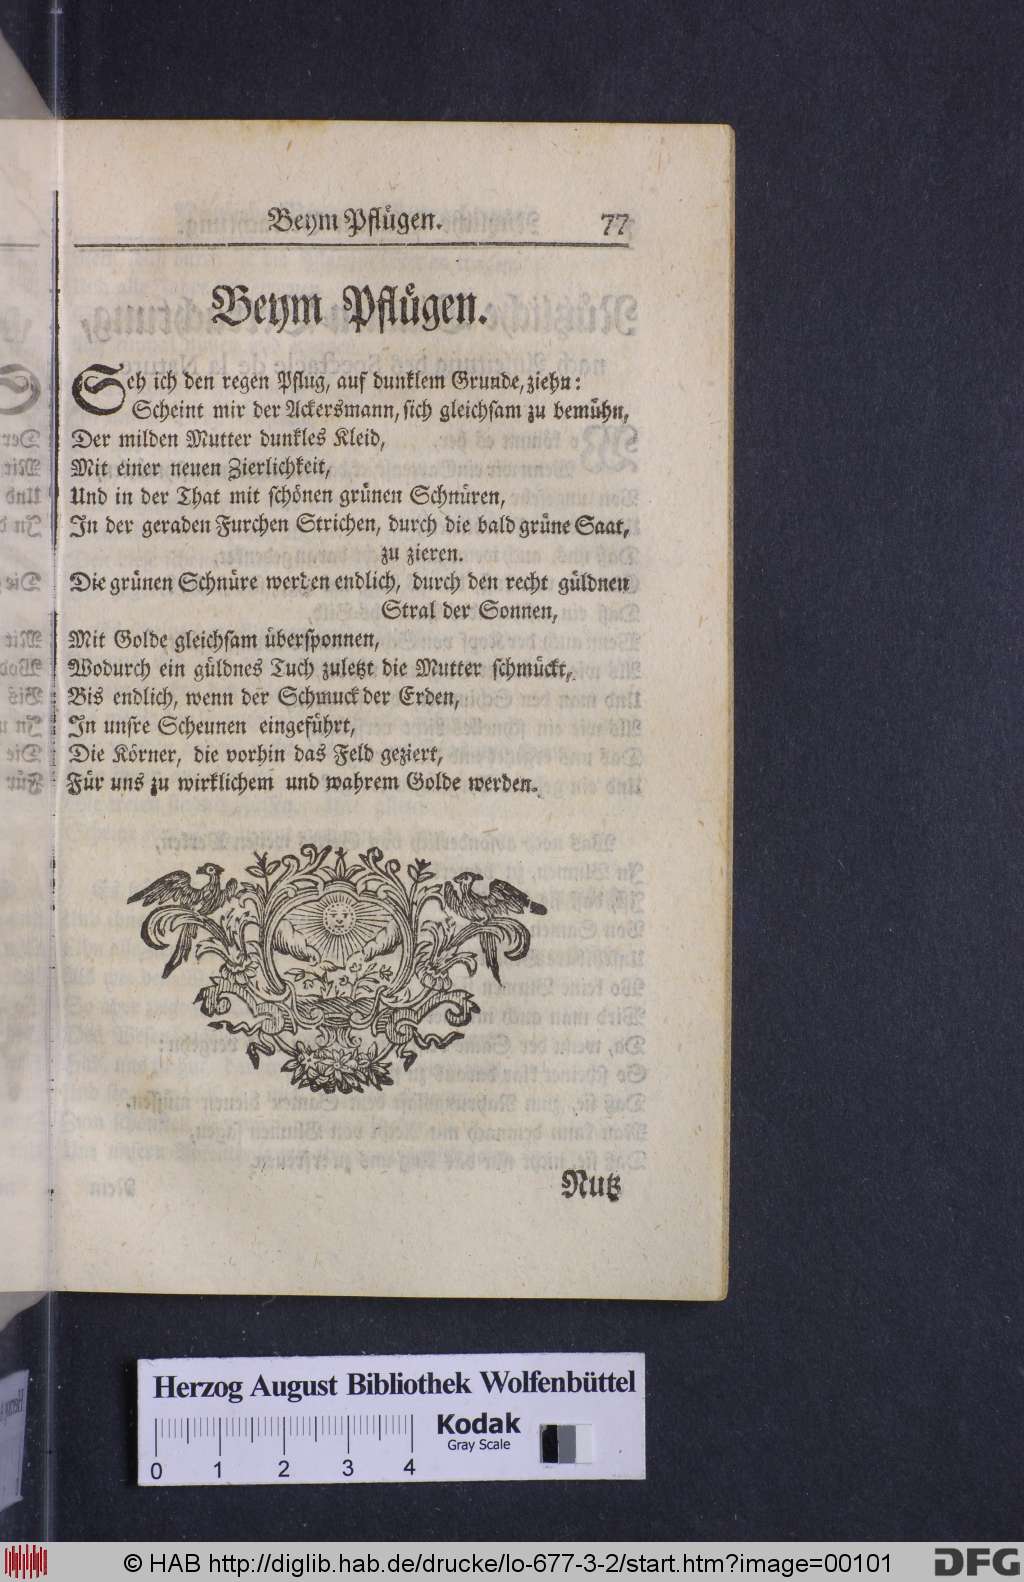 Beym Pflügen. 77
Beym Pflügen.
Seh ich den regen Pflug, auf dunklem Grunde, ziehn:
Scheint mir der Ackersmann, sich gleichsam zu bemühn,
Der milden Mutter dunkles Kleid,
Mit einer neuen Zierlichkeit,
Und in der That mit schönen grünen Schnüren,
In der geraden Furchen Strichen, durch die bald grüne Saat,
zu zieren.
Die grünen Schnüre werden endlich, durch den recht güldnen
Stral der Sonnen,
Mit Golde gleichsam übersponnen,
Wodurch ein güldnes Tuch zuletzt die Mutter schmückt,
Bis endlich, wenn der Schmuck der Erden,
In unsre Scheunen eingeführt,
Die Körner, die vorhin das Feld geziert,
Für uns zu wirklichem und wahrem Golde werden.
Nutz
Herzog August Bibliothek Wolfenbüttel
Kodak
Gray Scale
0 1 2 3 4
© HAB http://diglib.hab.de/drucke/lo-677-3-2/start.htm?image=00101
DFG